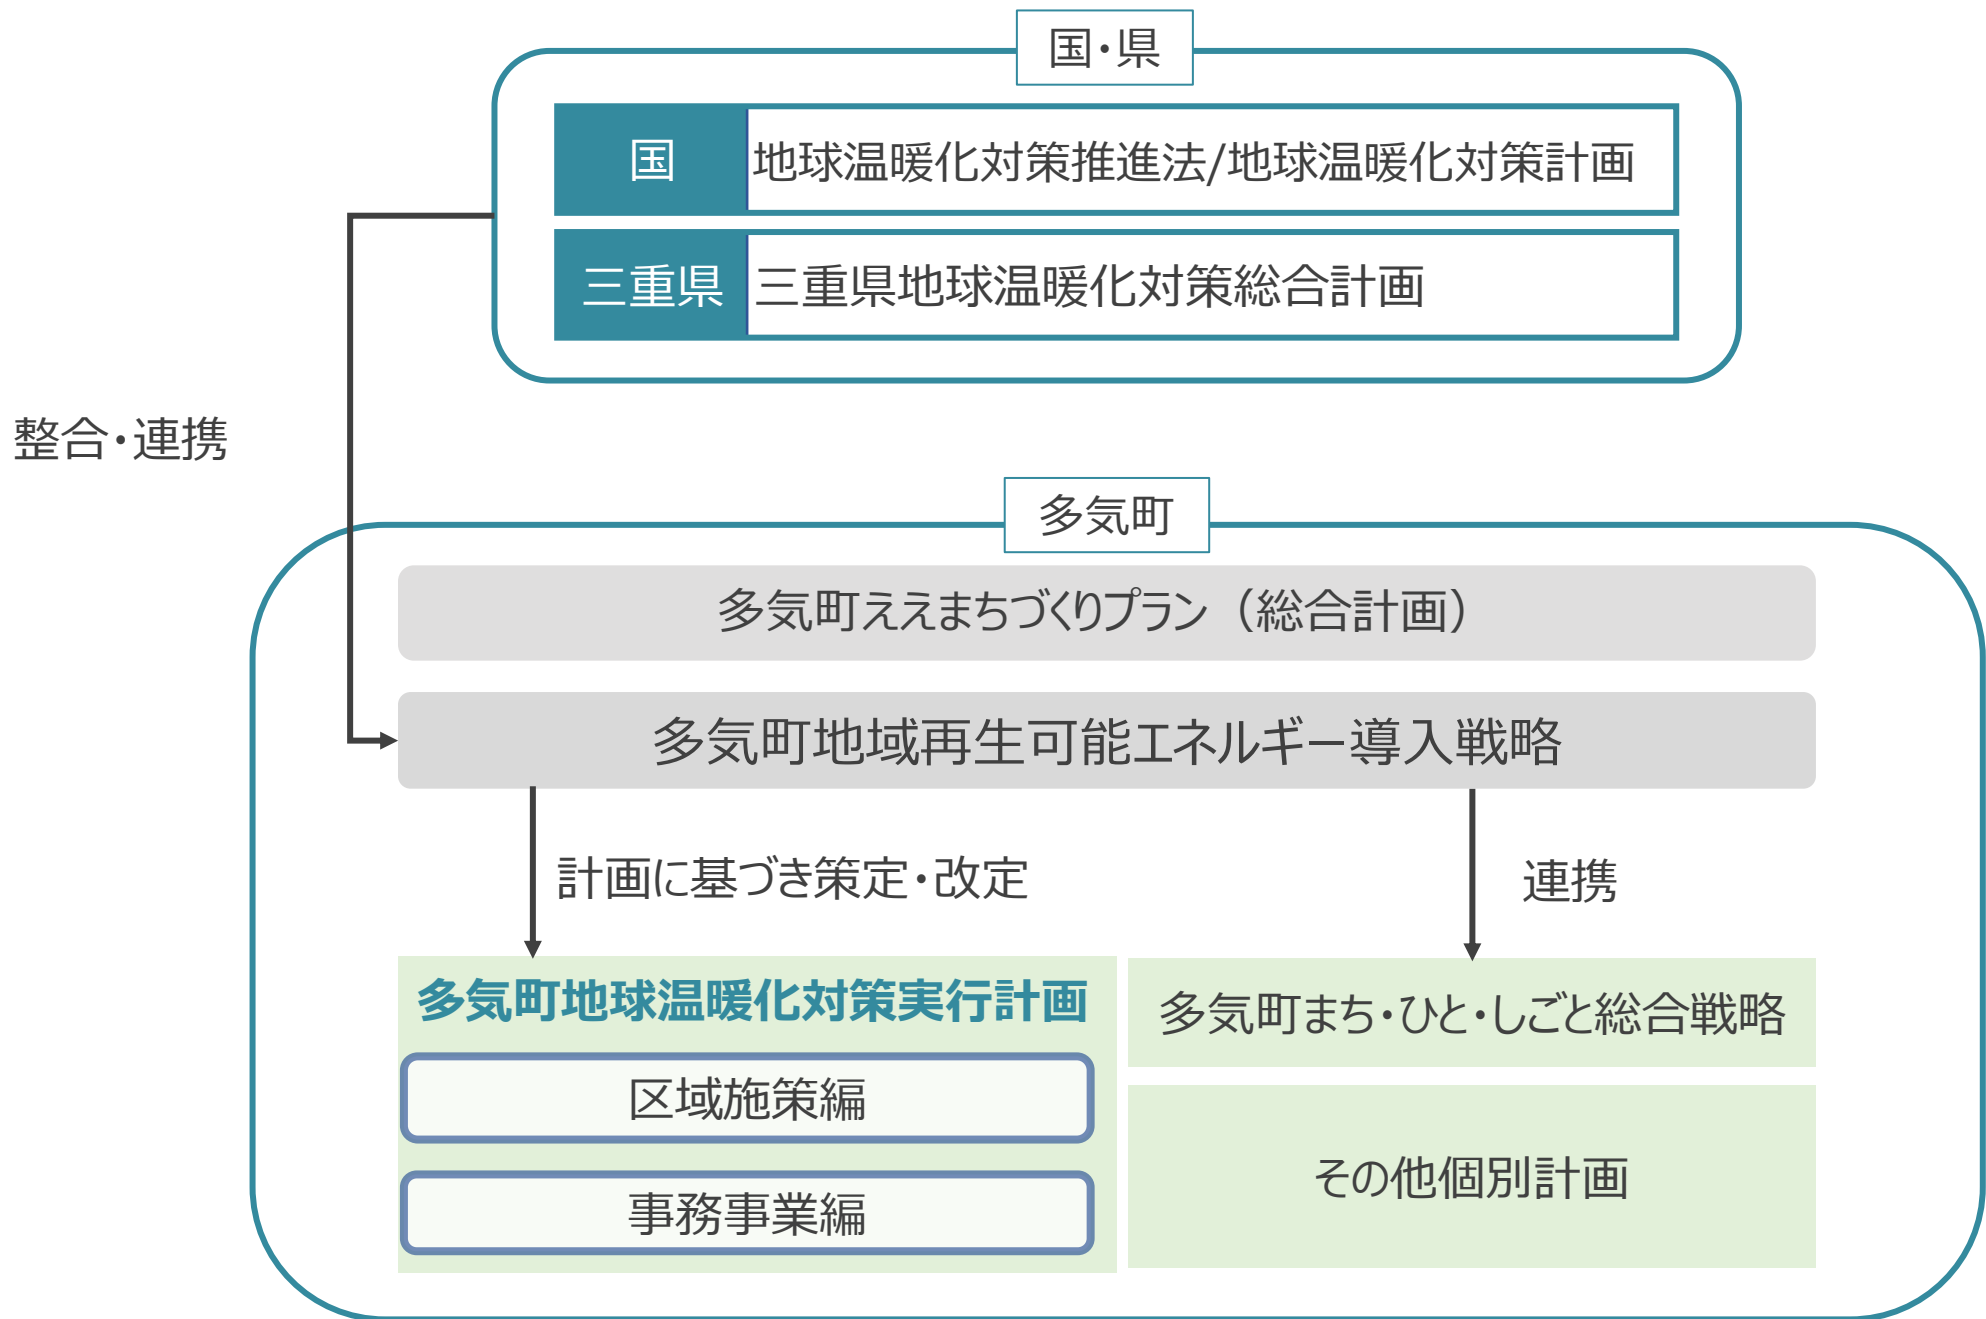 国・県
国
地球温暖化対策推進法/地球温暖化対策計画
三重県
三重県地球温暖化対策総合計画
整合・連携
多気町
多気町ええまちづくりプラン（総合計画）
多気町地域再生可能エネルギー導入戦略
計画に基づき策定・改定
連携
多気町地球温暖化対策実行計画
区域施策編
事務事業編
多気町まち・ひと・しごと総合戦略
その他個別計画